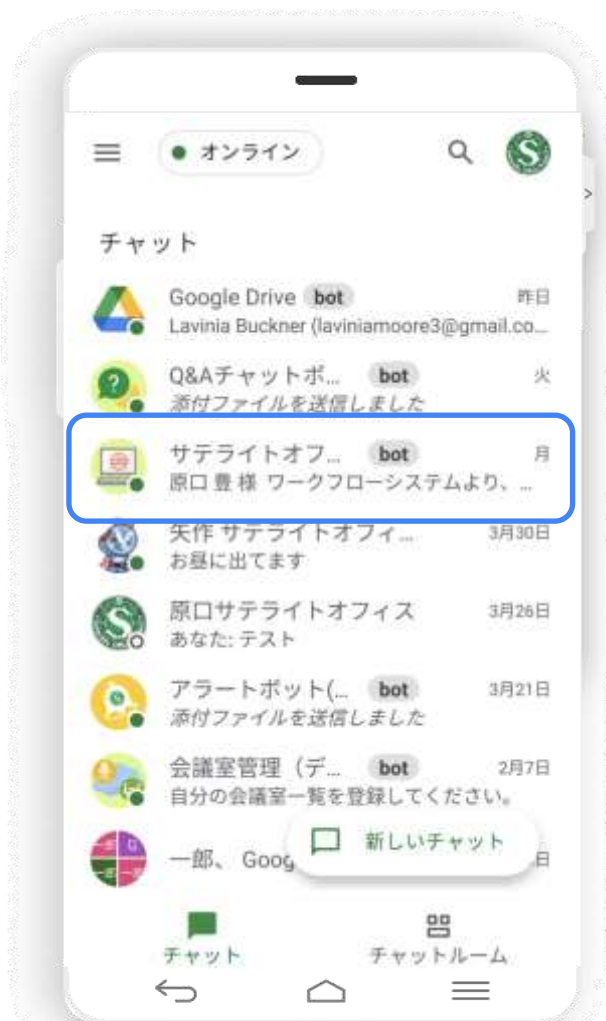 オンライン
チャット
Google Drive bot 昨日
Lavinia Buckner (laviniamoore3@gmail.co...
Q&Aチャットボ... bot 火
添付ファイルを送信しました
サテライトオフ... bot 月
原口 豊 様 ワークフローシステムより、...
矢作 サテライトオフィ... 3月30日
お昼に出てます
原口サテライトオフィス 3月26日
あなた: テスト
アラートボット(... bot 3月21日
添付ファイルを送信しました
会議室管理（デ... bot 2月7日
自分の会議室一覧を登録してください。
一郎、 Goog 日
新しいチャット
チャット チャットルーム